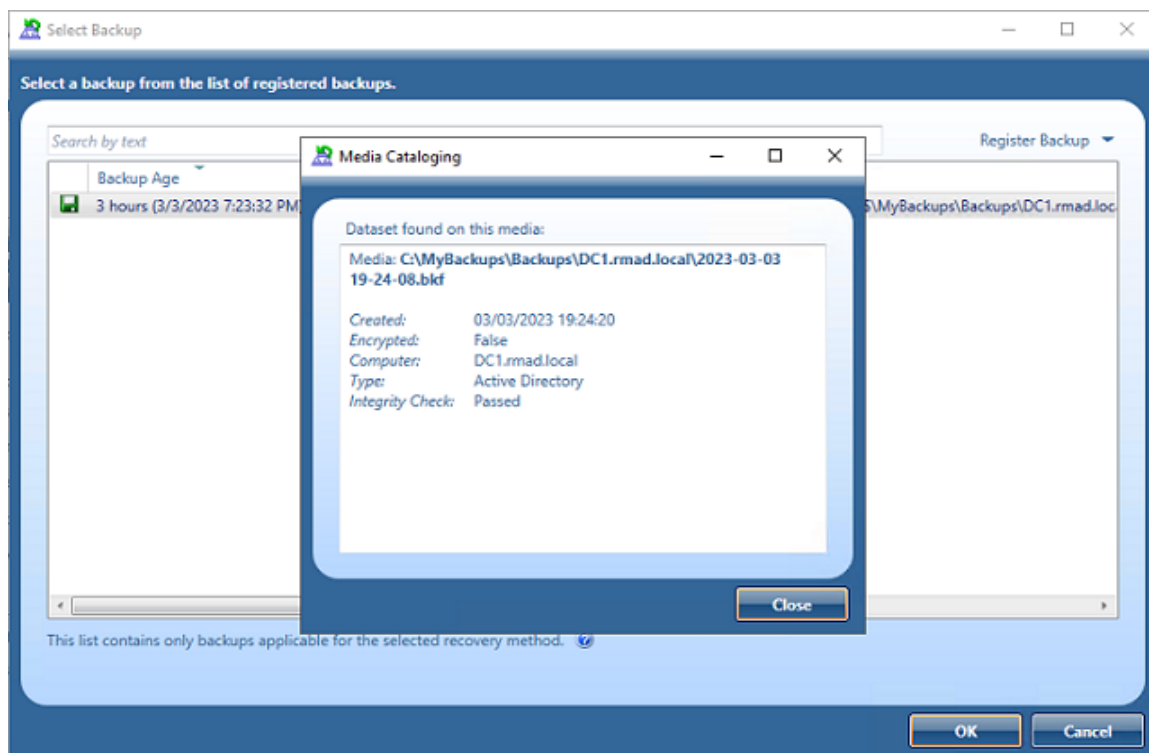 Select Backup
Select a backup from the list of registered backups.
Search by text
Register Backup
Backup Age
3 hours (3/3/2023 7:23:32 PM)
\MyBackups\Backups\DC1.rmad.loc
Media Cataloging
Dataset found on this media:
Media: C:\MyBackups\Backups\DC1.rmad.local\2023-03-03
19-24-08.bkf
Created: 03/03/2023 19:24:20
Encrypted: False
Computer: DC1.rmad.local
Type: Active Directory
Integrity Check: Passed
Close
This list contains only backups applicable for the selected recovery method.
OK Cancel